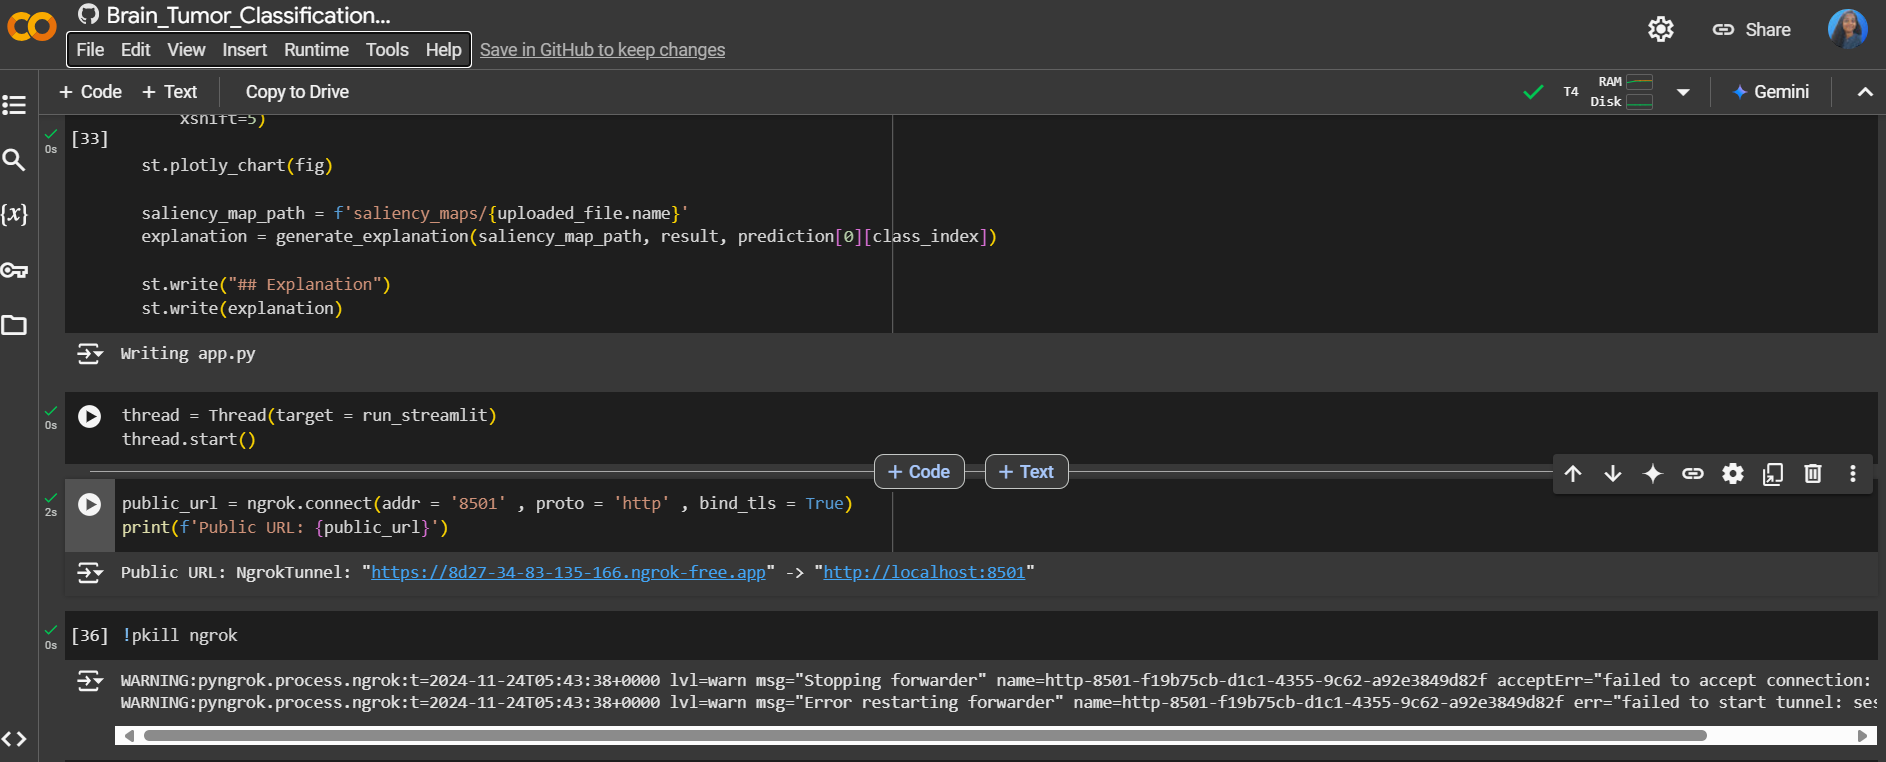 Brain_Tumor_Classification...
File Edit View Insert Runtime Tools Help Save in GitHub to keep changes
Share
+ Code + Text Copy to Drive
T4 RAM Disk
Gemini
xshift=5)
[33]
0s
st.plotly_chart(fig)
saliency_map_path = f'saliency_maps/{uploaded_file.name}'
explanation = generate_explanation(saliency_map_path, result, prediction[0][class_index])
st.write("## Explanation")
st.write(explanation)
Writing app.py
0s
thread = Thread(target = run_streamlit)
thread.start()
+ Code + Text
2s
public_url = ngrok.connect(addr = '8501' , proto = 'http' , bind_tls = True)
print(f'Public URL: {public_url}')
Public URL: NgrokTunnel: "https://8d27-34-83-135-166.ngrok-free.app" -> "http://localhost:8501"
0s
[36] !pkill ngrok
WARNING:pyngrok.process.ngrok:t=2024-11-24T05:43:38+0000 lvl=warn msg="Stopping forwarder" name=http-8501-f19b75cb-d1c1-4355-9c62-a92e3849d82f acceptErr="failed to accept connection:
WARNING:pyngrok.process.ngrok:t=2024-11-24T05:43:38+0000 lvl=warn msg="Error restarting forwarder" name=http-8501-f19b75cb-d1c1-4355-9c62-a92e3849d82f err="failed to start tunnel: ses